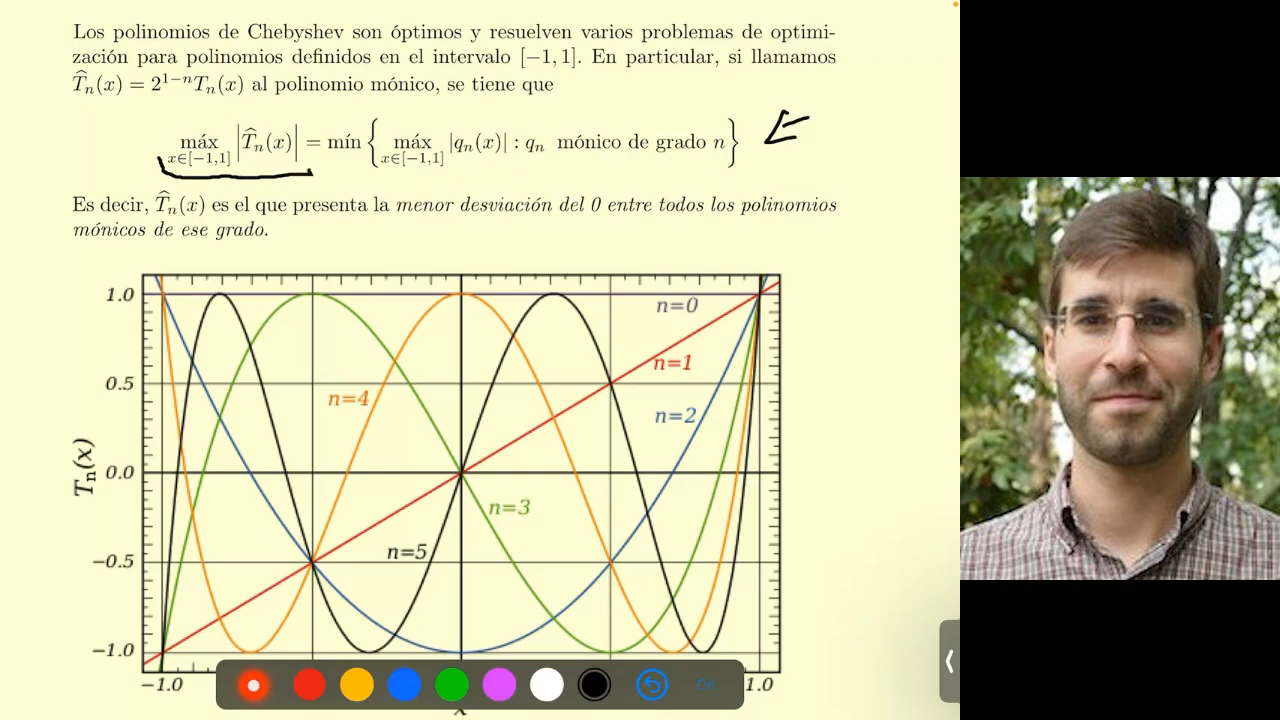 Los polinomios de Chebyshev son óptimos y resuelven varios problemas de optimi-
zación para polinomios definidos en el intervalo [−1, 1]. En particular, si llamamos
T̂ₙ(x) = 2¹⁻ⁿTₙ(x) al polinomio mónico, se tiene que
máx x∈[−1,1] |T̂ₙ(x)| = mín { máx x∈[−1,1] |qₙ(x)| : qₙ mónico de grado n }
Es decir, T̂ₙ(x) es el que presenta la menor desviación del 0 entre todos los polinomios
mónicos de ese grado.
1.0
n=0
n=1
0.5
n=4
n=2
Tₙ(x)
0.0
n=3
−0.5
n=5
−1.0
−1.0
1.0